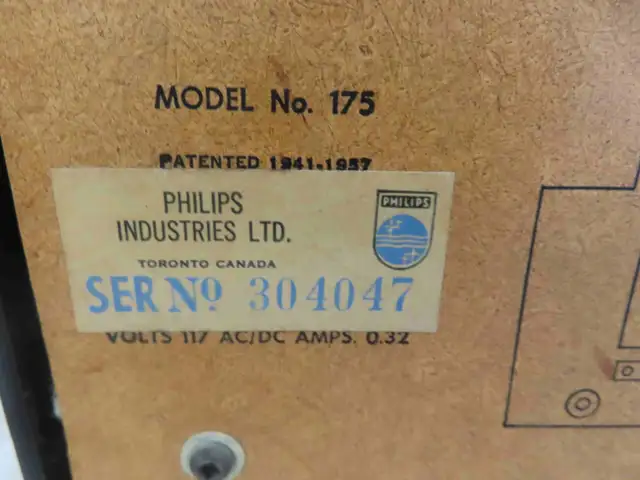 MODEL No. 175
PATENTED 1941-1957
PHILIPS
INDUSTRIES LTD.
PHILIPS
TORONTO CANADA
SER Nº 304047
VOLTS 117 AC/DC AMPS. 0.32